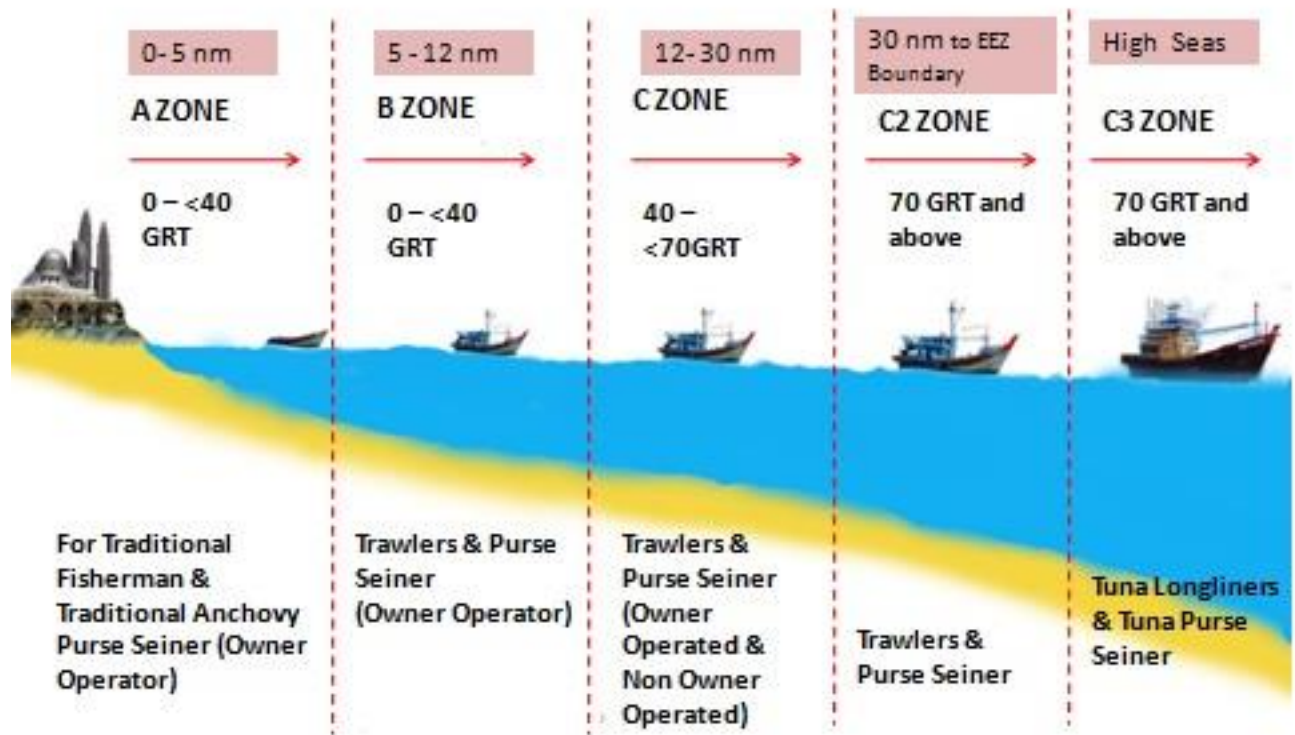 0- 5 nm
A ZONE
0 – <40
GRT
For Traditional
Fisherman &
Traditional Anchovy
Purse Seiner (Owner
Operator)
5 - 12 nm
B ZONE
0 – <40
GRT
Trawlers & Purse
Seiner
(Owner Operator)
12- 30 nm
C ZONE
40 –
<70GRT
Trawlers &
Purse Seiner
(Owner
Operated &
Non Owner
Operated)
30 nm to EEZ
Boundary
C2 ZONE
70 GRT and
above
Trawlers &
Purse Seiner
High Seas
C3 ZONE
70 GRT and
above
Tuna Longliners
& Tuna Purse
Seiner